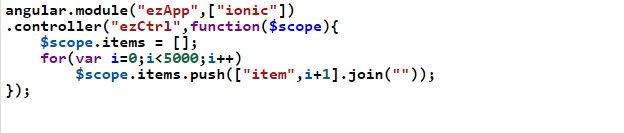 angular.module("ezApp",["ionic"])
.controller("ezCtrl",function($scope){
    $scope.items = [];
    for(var i=0;i<5000;i++)
        $scope.items.push(["item",i+1].join(""));
});